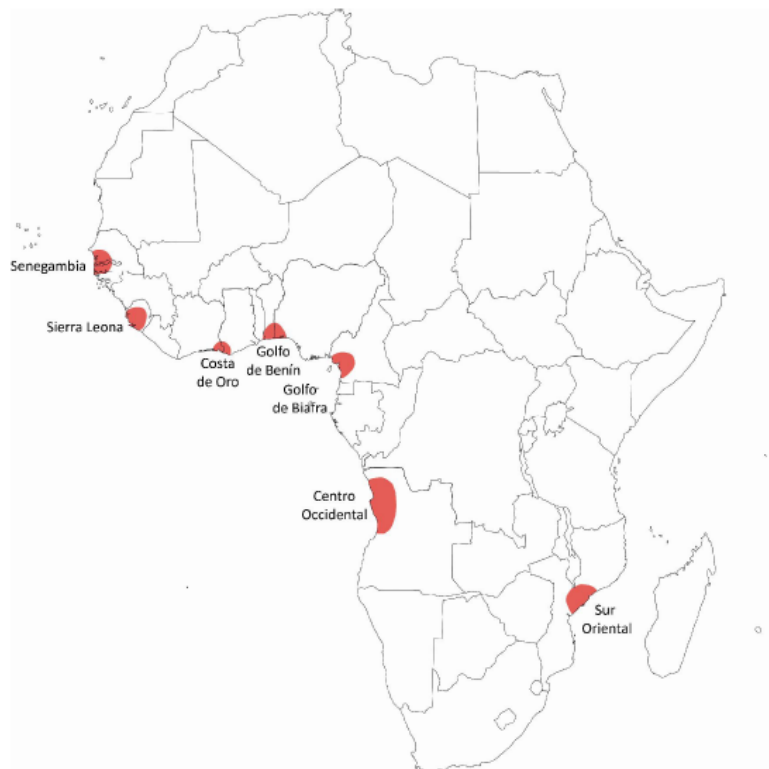 Senegambia
Sierra Leona
Costa
de Oro
Golfo
de Benín
Golfo
de Biafra
Centro
Occidental
Sur
Oriental